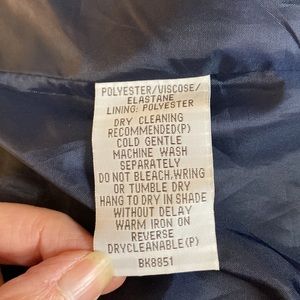 POLYESTER/VISCOSE/
ELASTANE
LINING: POLYESTER
DRY CLEANING
RECOMMENDED(P)
COLD GENTLE
MACHINE WASH
SEPARATELY
DO NOT BLEACH,WRING
OR TUMBLE DRY
HANG TO DRY IN SHADE
WITHOUT DELAY
WARM IRON ON
REVERSE
DRYCLEANABLE(P)
BK8851